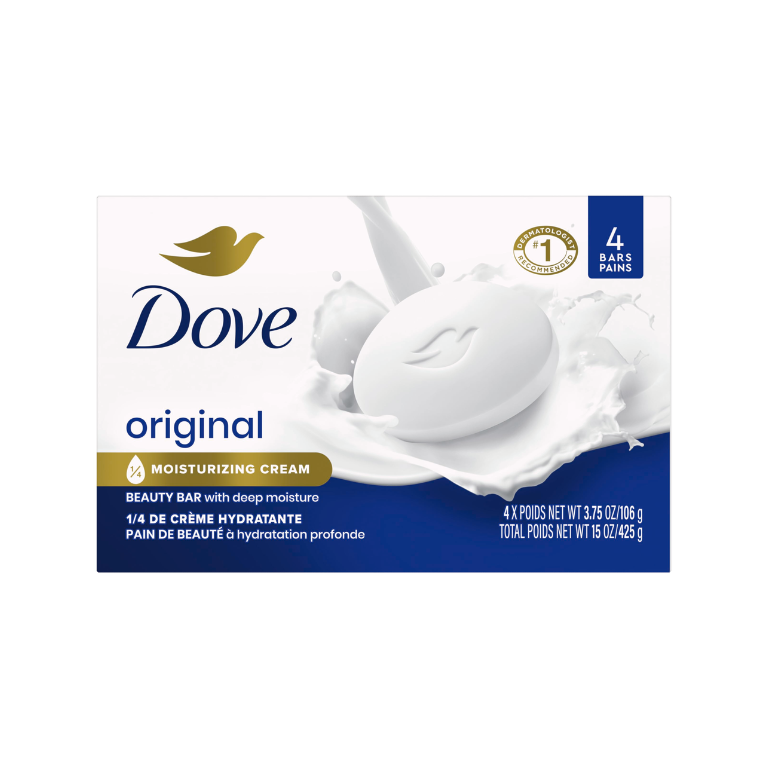 DERMATOLOGIST
#1
RECOMMENDED
4
BARS
PAINS
Dove
original
1/4 MOISTURIZING CREAM
BEAUTY BAR with deep moisture
1/4 DE CRÈME HYDRATANTE
PAIN DE BEAUTÉ à hydratation profonde
4 X POIDS NET WT 3.75 OZ/106 g
TOTAL POIDS NET WT 15 OZ/425 g